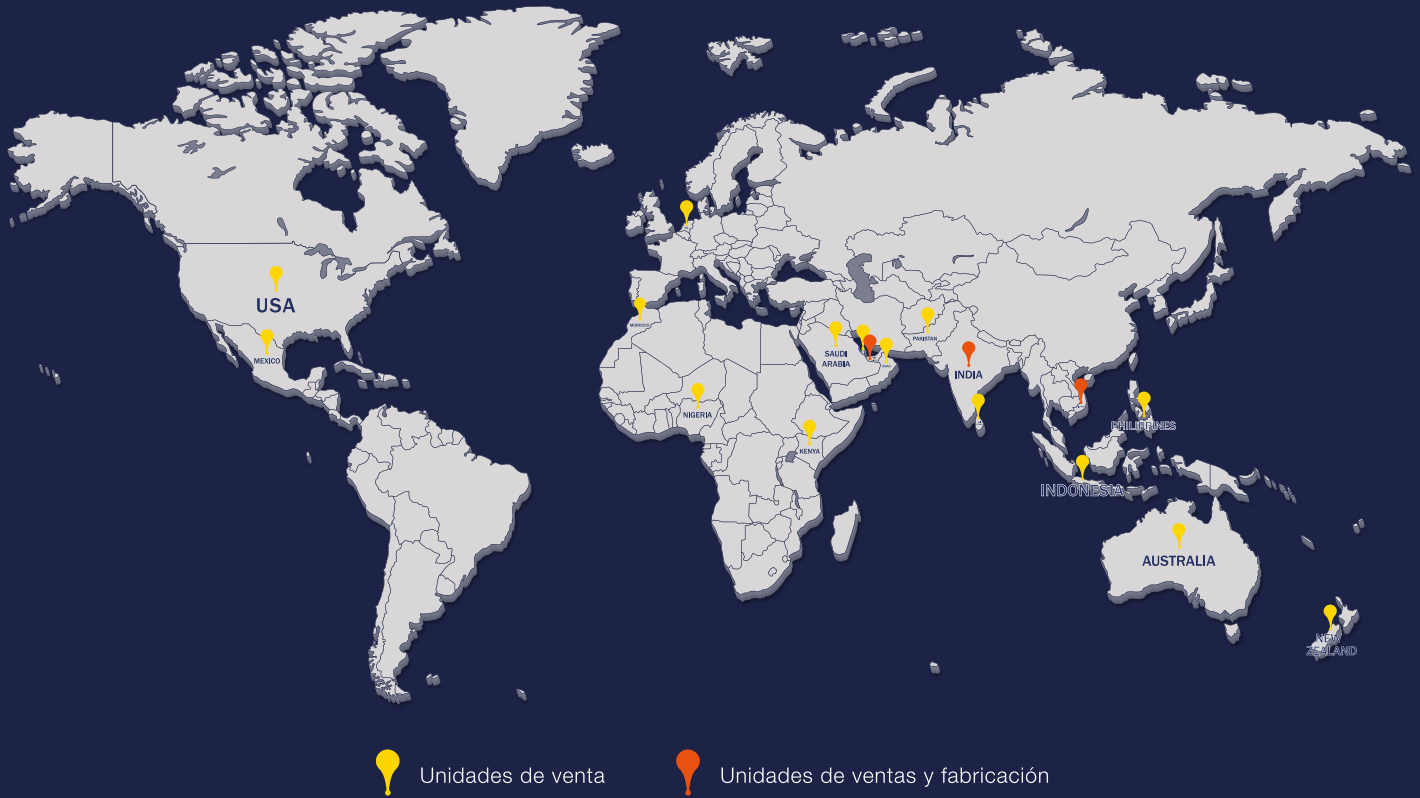 USA
MEXICO
MOROCCO
NIGERIA
KENYA
SAUDI
ARABIA
PAKISTAN
INDIA
PHILIPPINES
INDONESIA
AUSTRALIA
NEW
ZEALAND
Unidades de venta
Unidades de ventas y fabricación